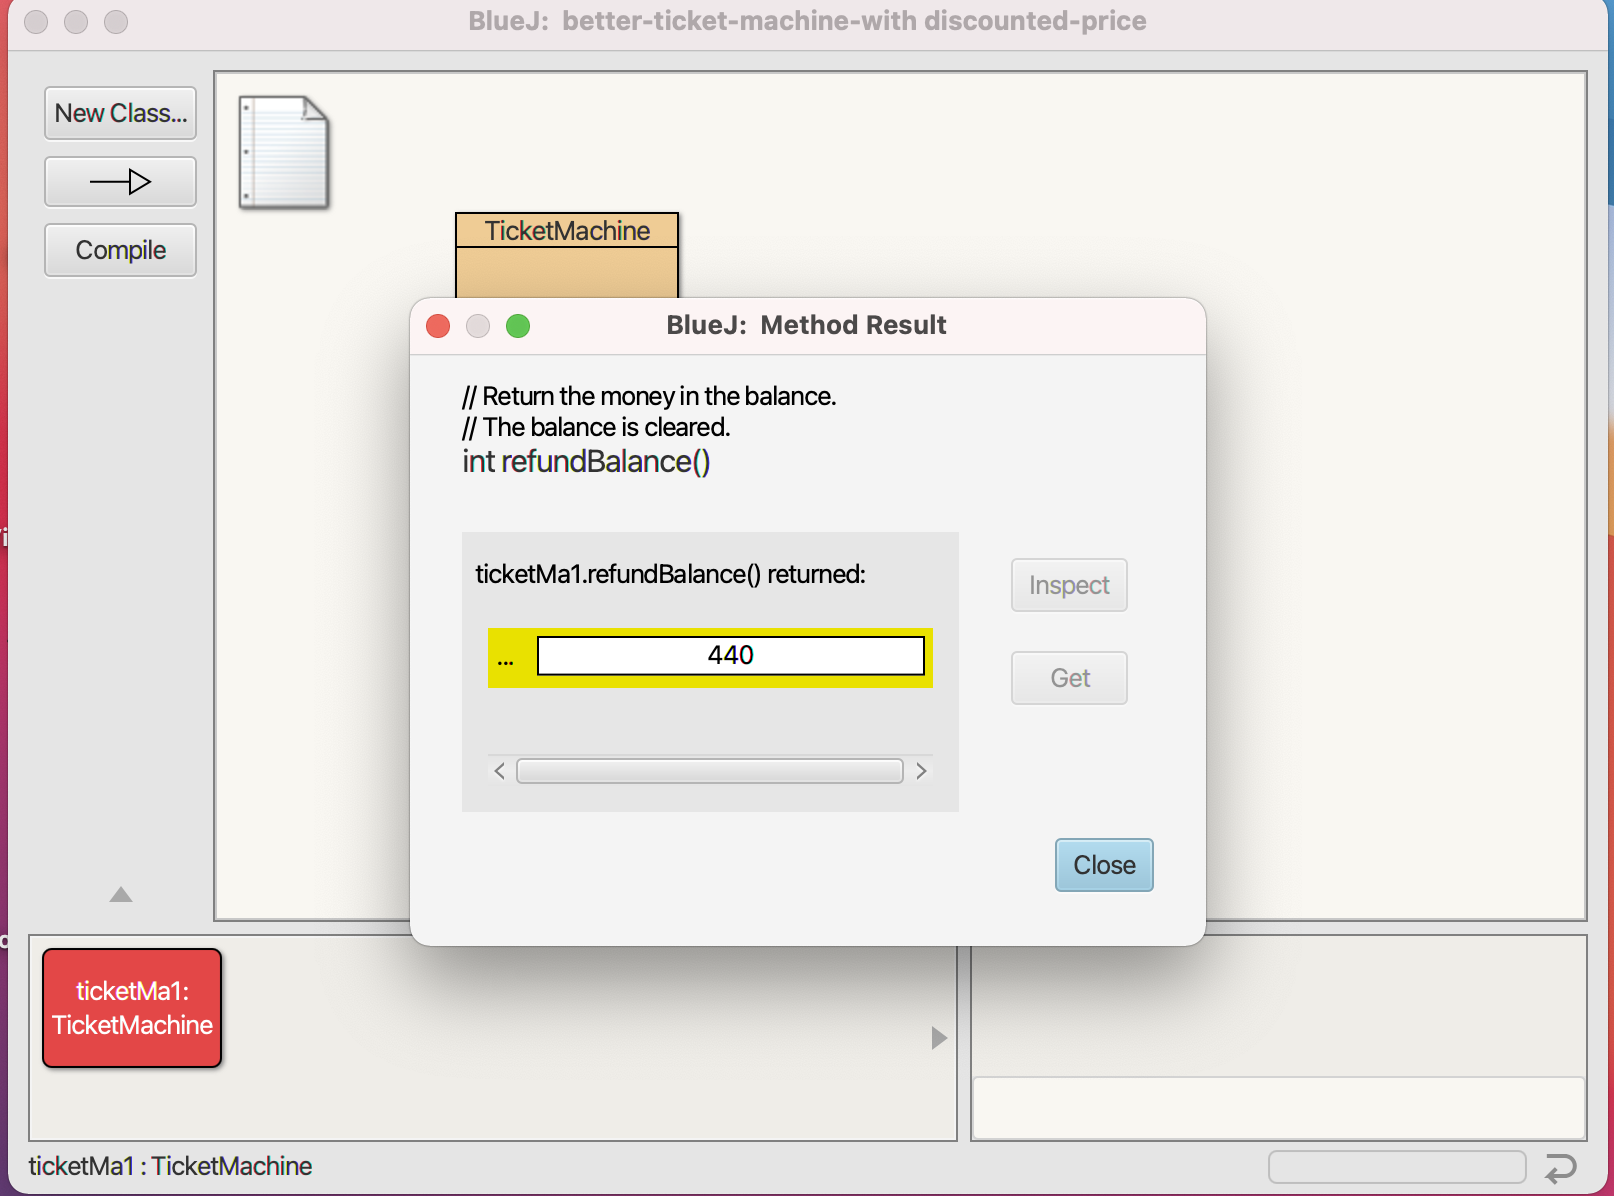 BlueJ: better-ticket-machine-with discounted-price
New Class...
Compile
TicketMachine
BlueJ: Method Result
// Return the money in the balance.
// The balance is cleared.
int refundBalance()
ticketMa1.refundBalance() returned:
... 440
Inspect
Get
Close
ticketMa1:
TicketMachine
ticketMa1 : TicketMachine